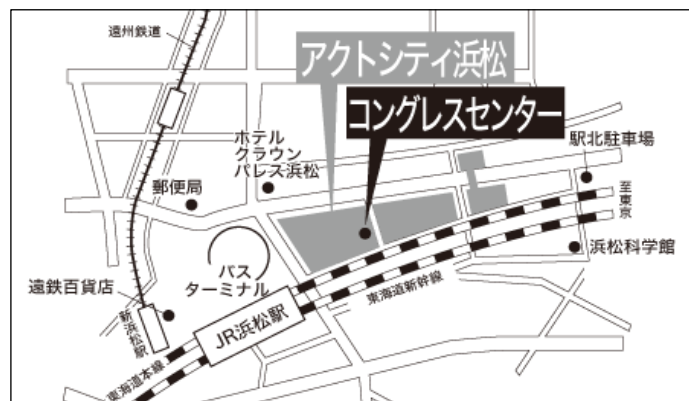 遠州鉄道
アクトシティ浜松
コングレスセンター
ホテル
クラウン
パレス浜松
駅北駐車場
郵便局
至東京
浜松科学館
バス
ターミナル
遠鉄百貨店
新浜松駅
JR浜松駅
東海道新幹線
東海道本線